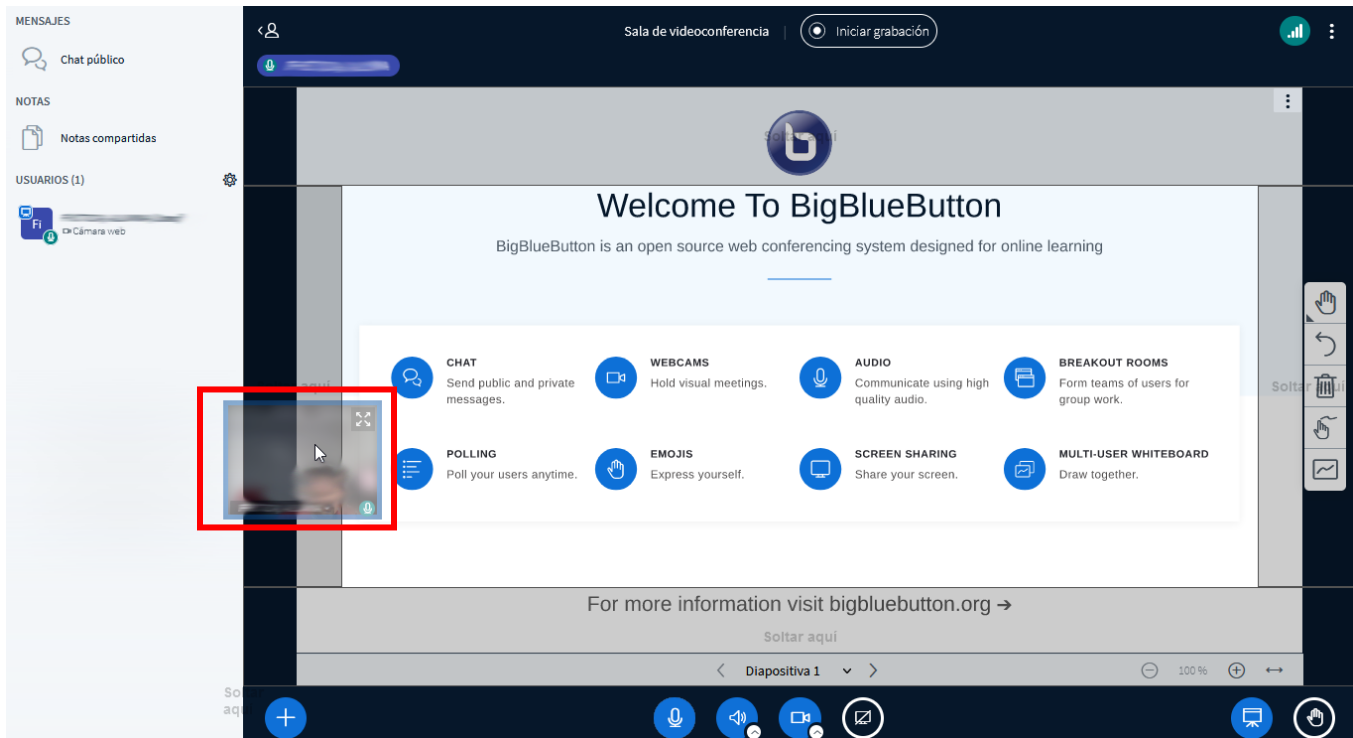 MENSAJES
Chat público
NOTAS
Notas compartidas
USUARIOS (1)
Fi
Cámara web
Sala de videoconferencia
Iniciar grabación
Soltar aquí
Welcome To BigBlueButton
BigBlueButton is an open source web conferencing system designed for online learning
CHAT
Send public and private
messages.
WEBCAMS
Hold visual meetings.
AUDIO
Communicate using high
quality audio.
BREAKOUT ROOMS
Form teams of users for
group work.
aquí
Soltar aquí
POLLING
Poll your users anytime.
EMOJIS
Express yourself.
SCREEN SHARING
Share your screen.
MULTI-USER WHITEBOARD
Draw together.
For more information visit bigbluebutton.org ➔
Soltar aquí
Diapositiva 1
100 %